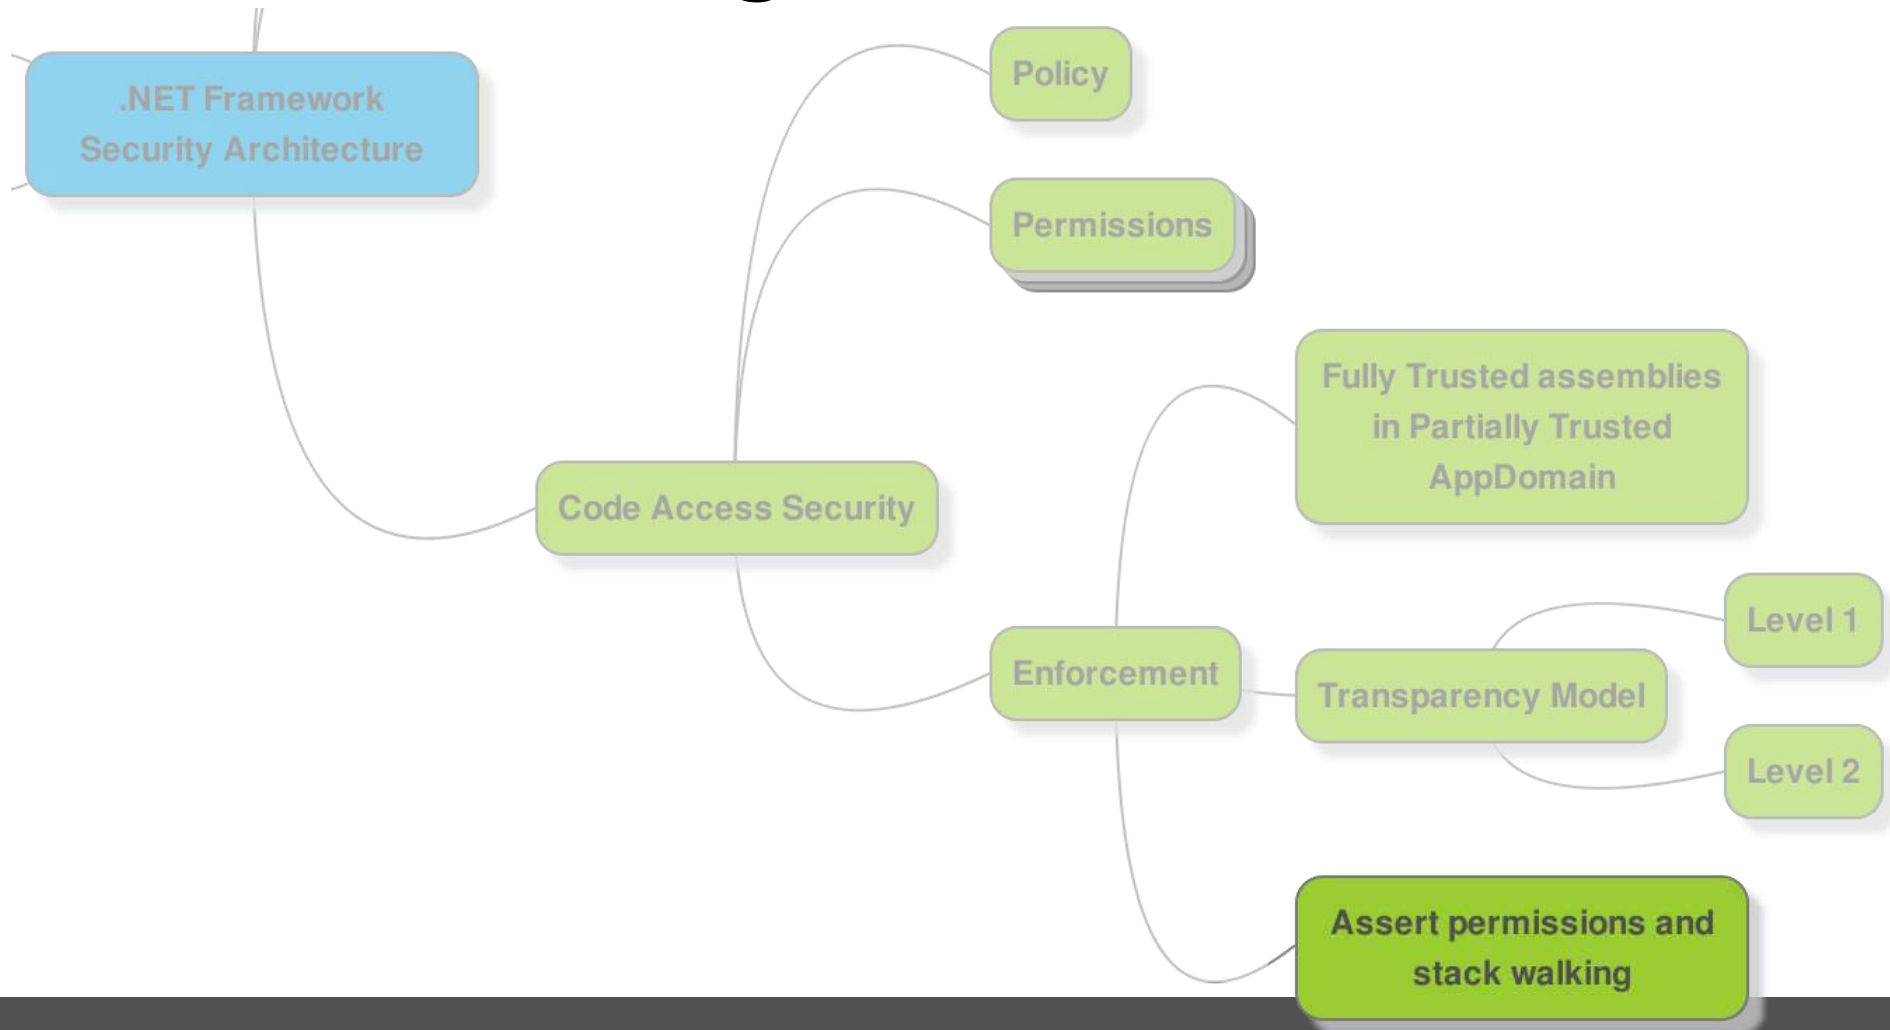 .NET Framework
Security Architecture
Policy
Permissions
Fully Trusted assemblies
in Partially Trusted
AppDomain
Code Access Security
Level 1
Enforcement
Transparency Model
Level 2
Assert permissions and
stack walking